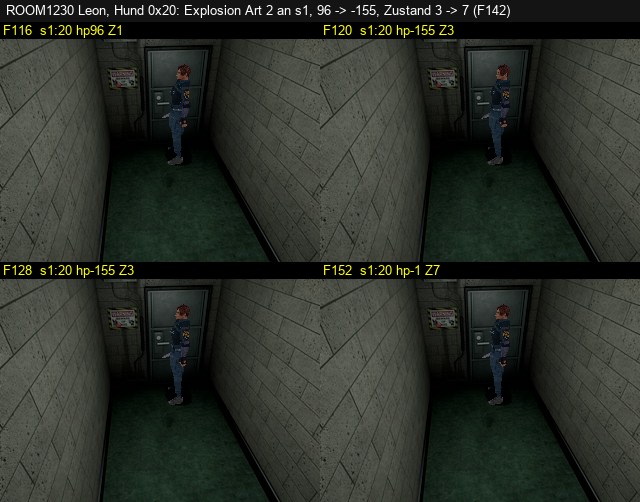 ROOM1230 Leon, Hund 0x20: Explosion Art 2 an s1, 96 -> -155, Zustand 3 -> 7 (F142)
F116 s1:20 hp96 Z1
F120 s1:20 hp-155 Z3
F128 s1:20 hp-155 Z3
F152 s1:20 hp-1 Z7